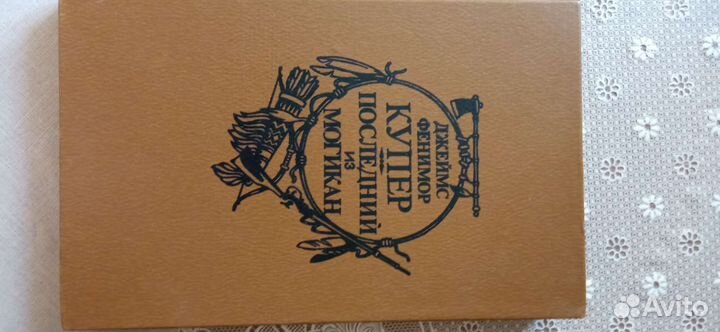 ДЖЕЙМС
ФЕНИМОР
КУПЕР
ПОСЛЕДНИЙ
ИЗ
МОГИКАН
Avito